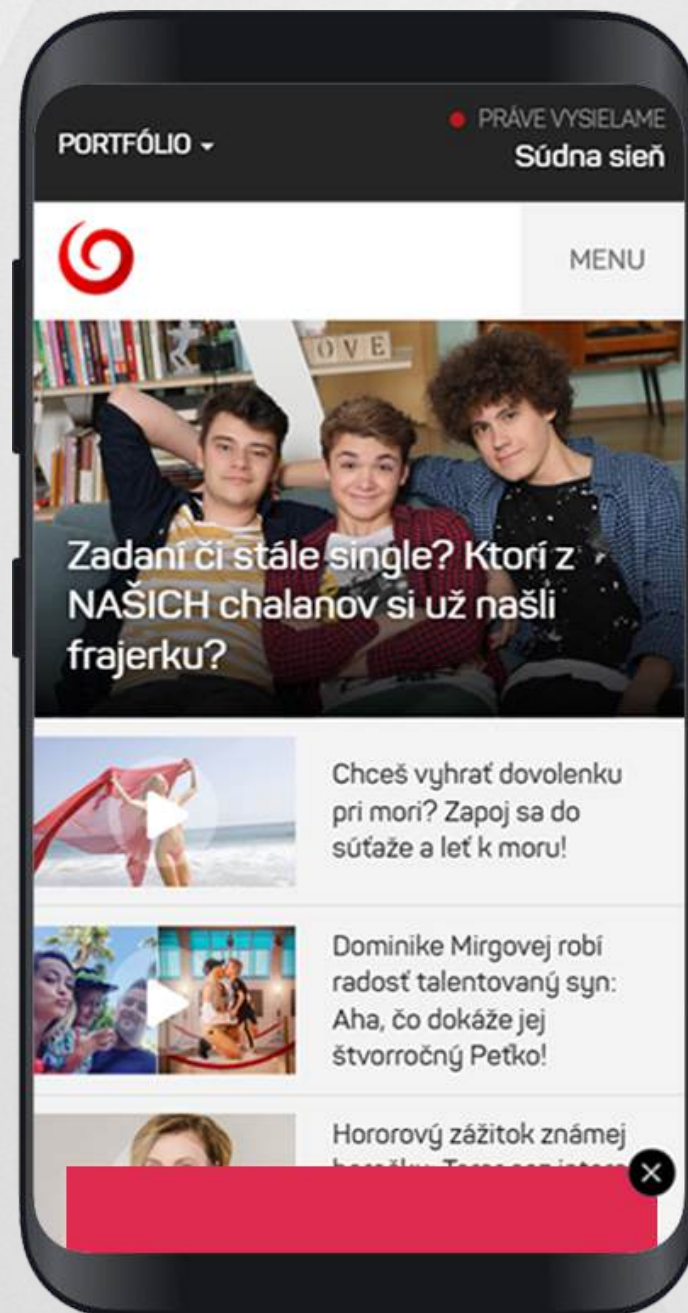 PORTFÓLIO
PRÁVE VYSIELAME
Súdna sieň
MENU
OVE
Zadaní či stále single? Ktorí z
NAŠICH chalanov si už našli
frajerku?
Chceš vyhrať dovolenku
pri mori? Zapoj sa do
súťaže a leť k moru!
Dominike Mirgovej robí
radosť talentovaný syn:
Aha, čo dokáže jej
štvorročný Peťko!
Hororový zážitok známej